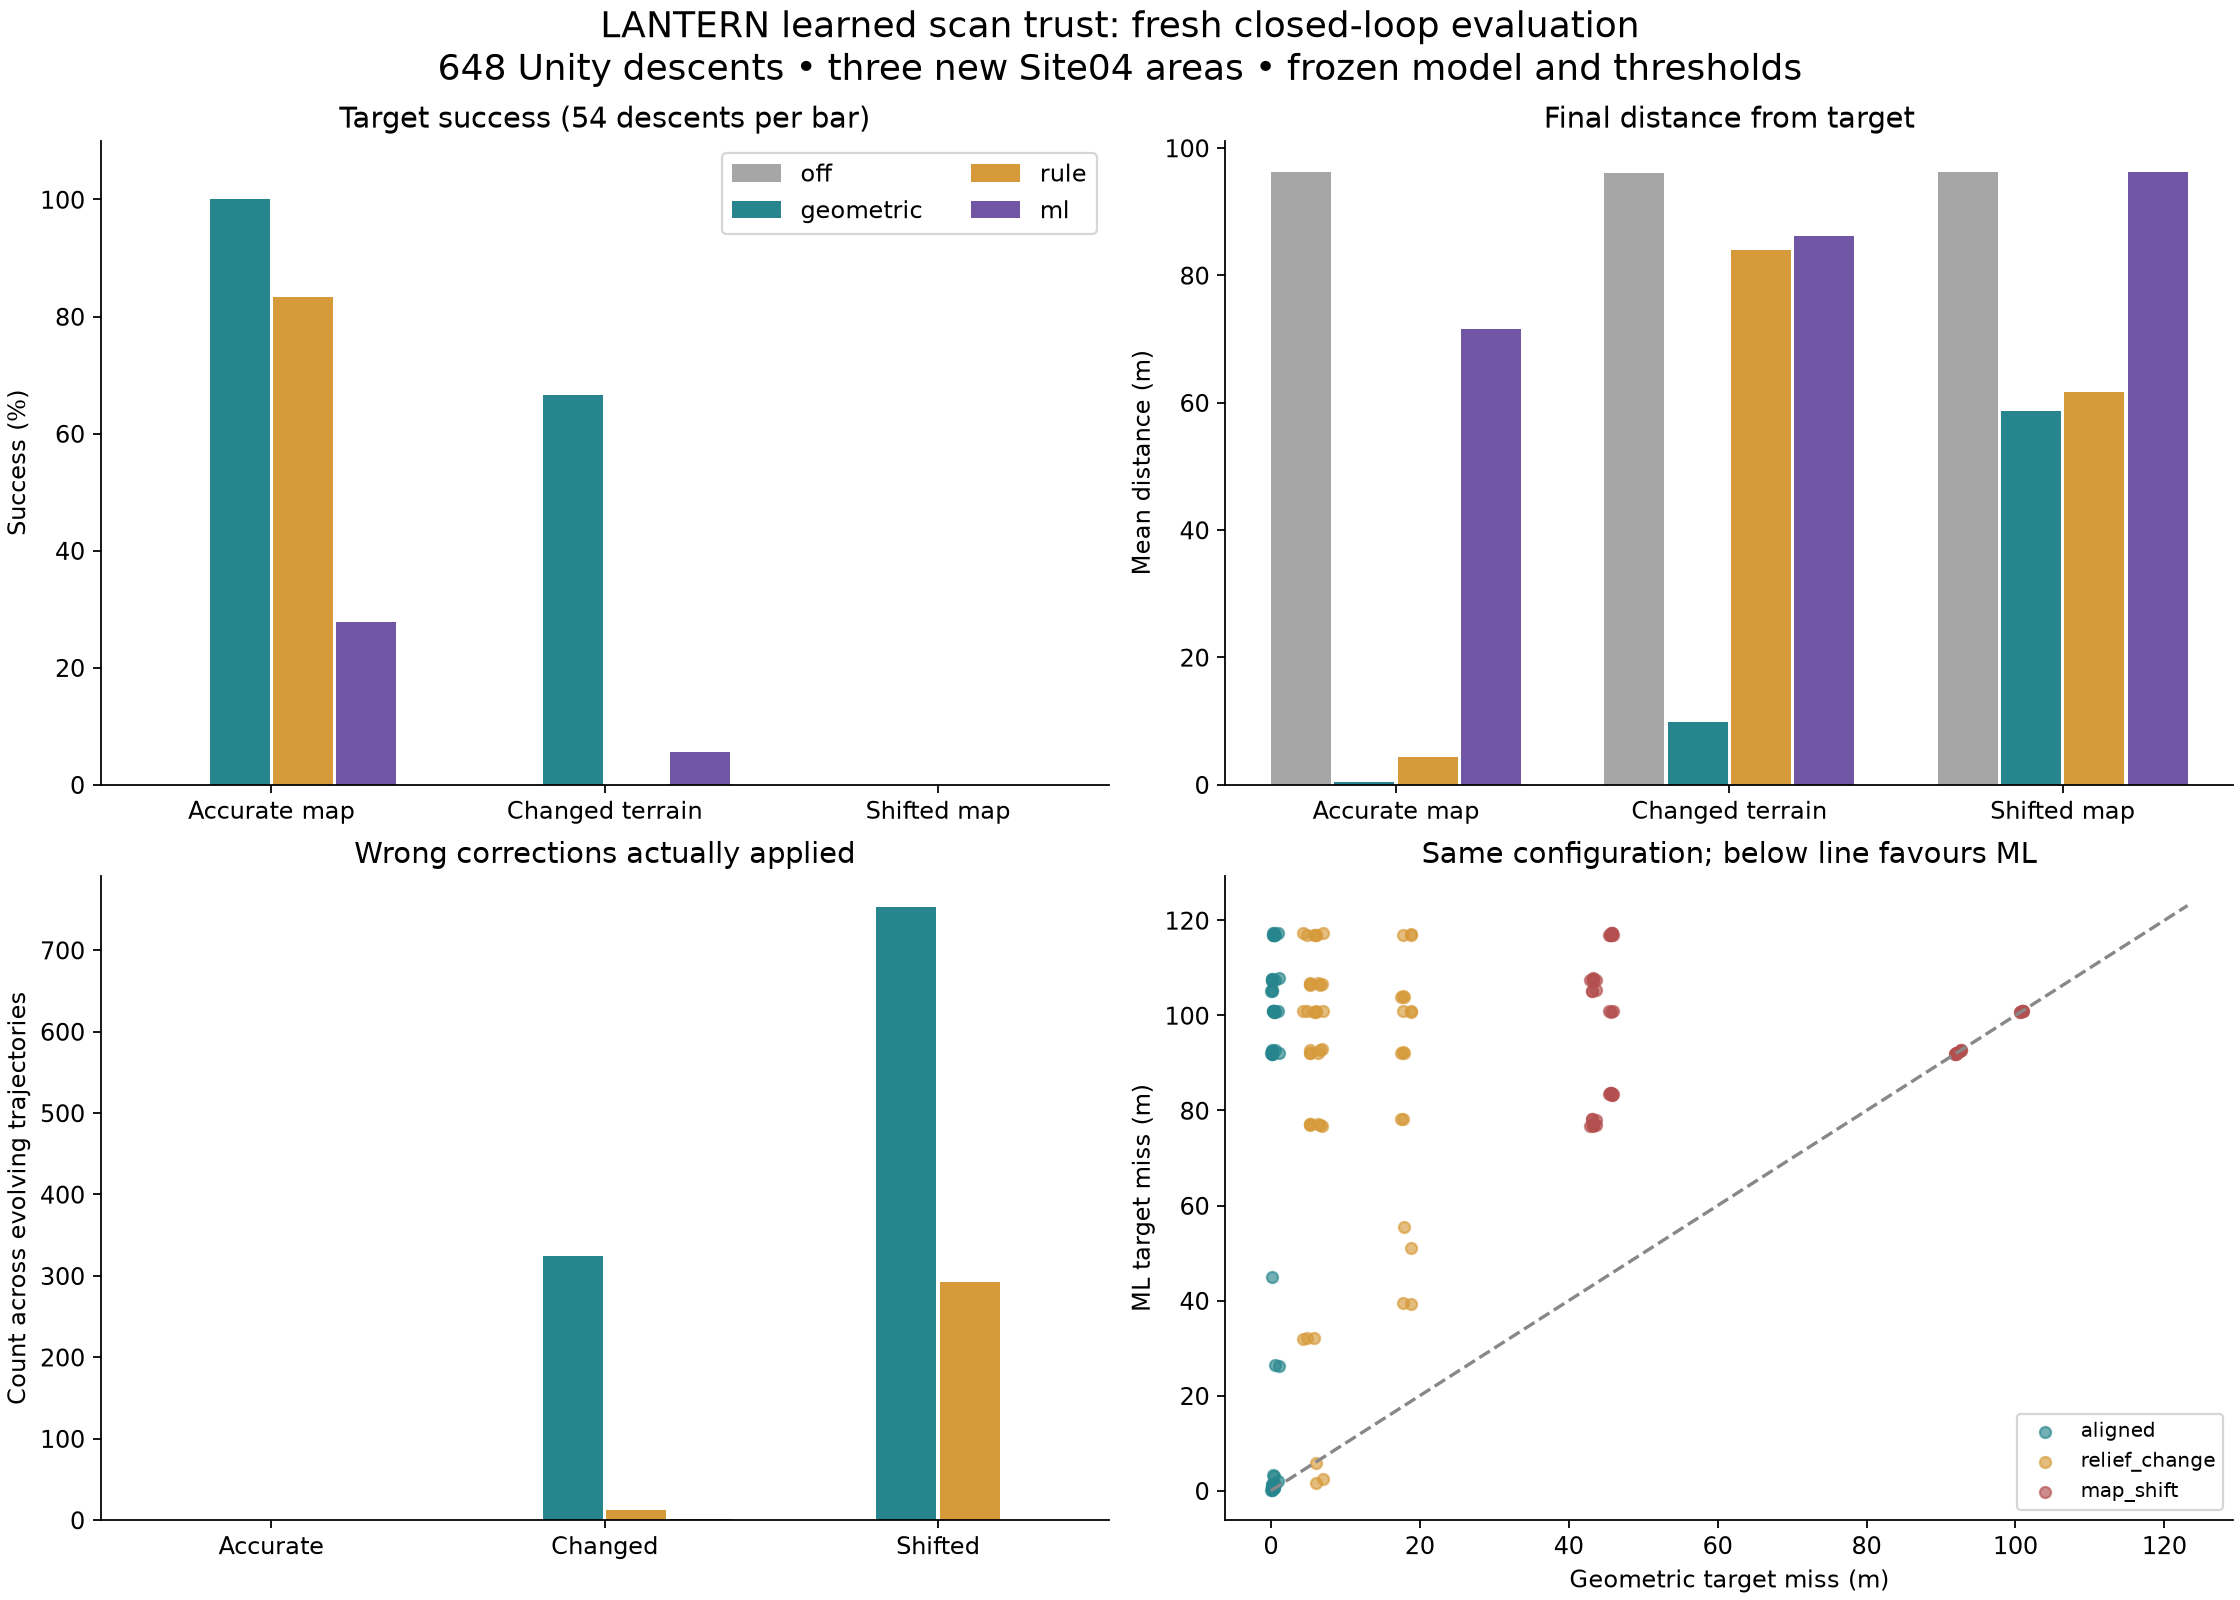 LANTERN learned scan trust: fresh closed-loop evaluation
648 Unity descents • three new Site04 areas • frozen model and thresholds
Target success (54 descents per bar)
off
geometric
rule
ml
Success (%)
100
80
60
40
20
0
Accurate map
Changed terrain
Shifted map
Final distance from target
Mean distance (m)
100
80
60
40
20
0
Accurate map
Changed terrain
Shifted map
Wrong corrections actually applied
Count across evolving trajectories
700
600
500
400
300
200
100
0
Accurate
Changed
Shifted
Same configuration; below line favours ML
ML target miss (m)
120
100
80
60
40
20
0
aligned
relief_change
map_shift
0
20
40
60
80
100
120
Geometric target miss (m)